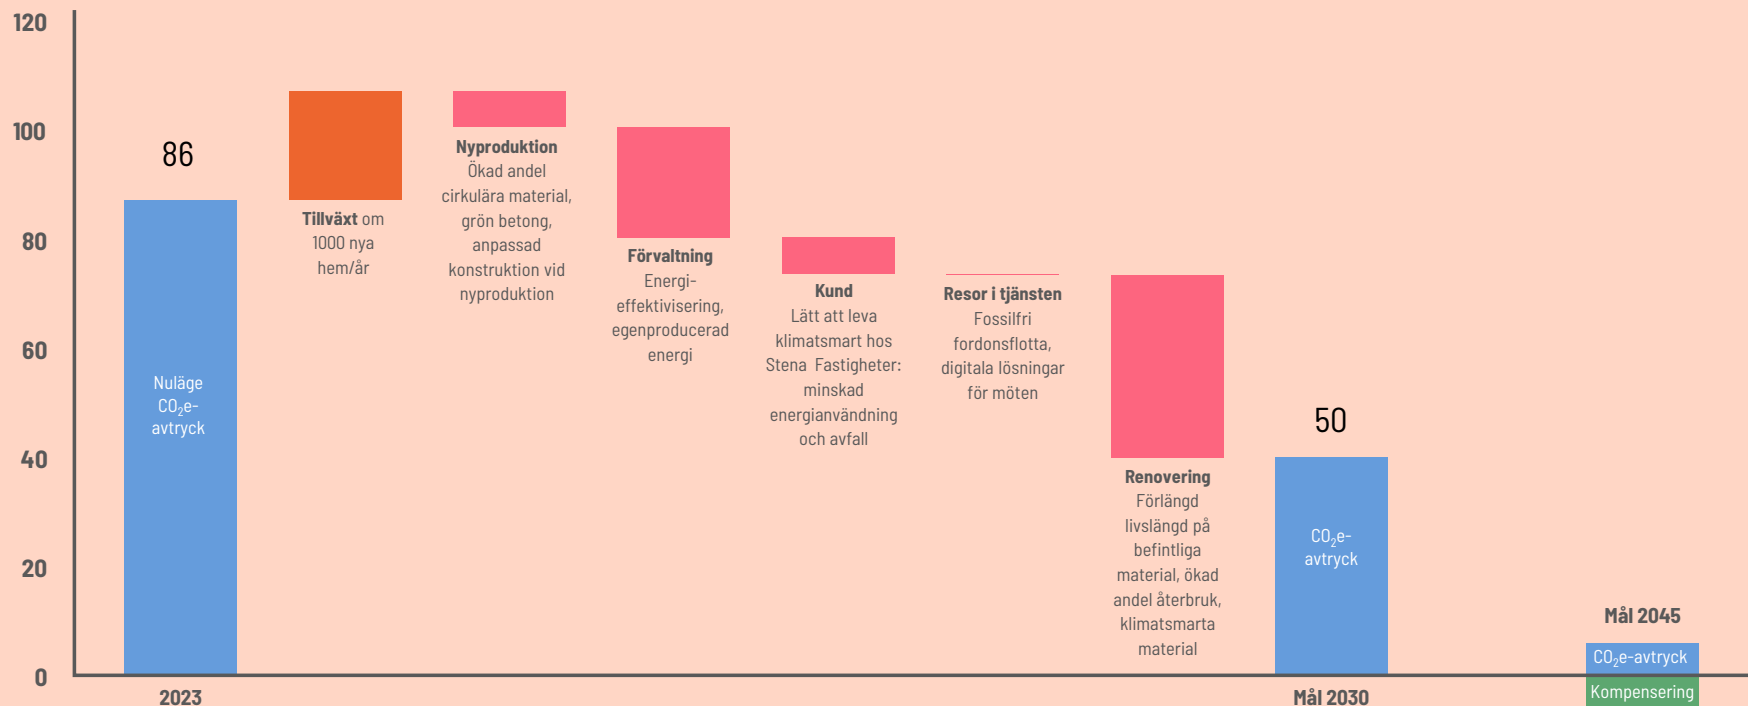 120
100
80
60
40
20
0
86
Nuläge
CO₂e-
avtryck
2023
Tillväxt om
1000 nya
hem/år
Nyproduktion
Ökad andel
cirkulära material,
grön betong,
anpassad
konstruktion vid
nyproduktion
Förvaltning
Energi-
effektivisering,
egenproducerad
energi
Kund
Lätt att leva
klimatsmart hos
Stena Fastigheter:
minskad
energianvändning
och avfall
Resor i tjänsten
Fossilfri
fordonsflotta,
digitala lösningar
för möten
Renovering
Förlängd
livslängd på
befintliga
material, ökad
andel återbruk,
klimatsmarta
material
50
CO₂e-
avtryck
Mål 2030
Mål 2045
CO₂e-avtryck
Kompensering